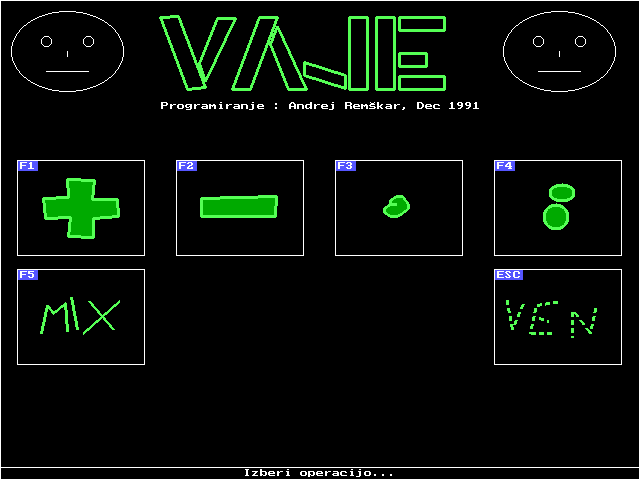 VAJE
Programiranje : Andrej Remškar, Dec 1991
F1 F2 F3 F4
F5 ESC
MIX VEN
Izberi operacijo...